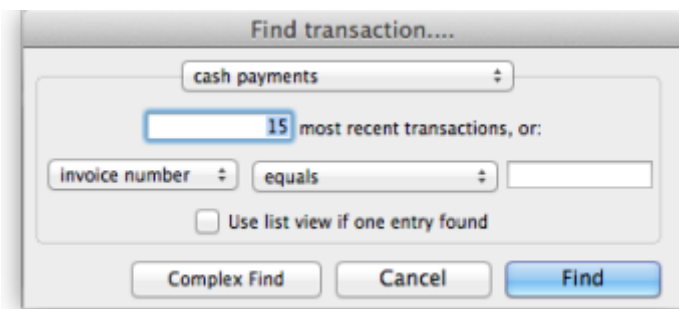 Find transaction....
cash payments
15 most recent transactions, or:
invoice number equals
Use list view if one entry found
Complex Find Cancel Find